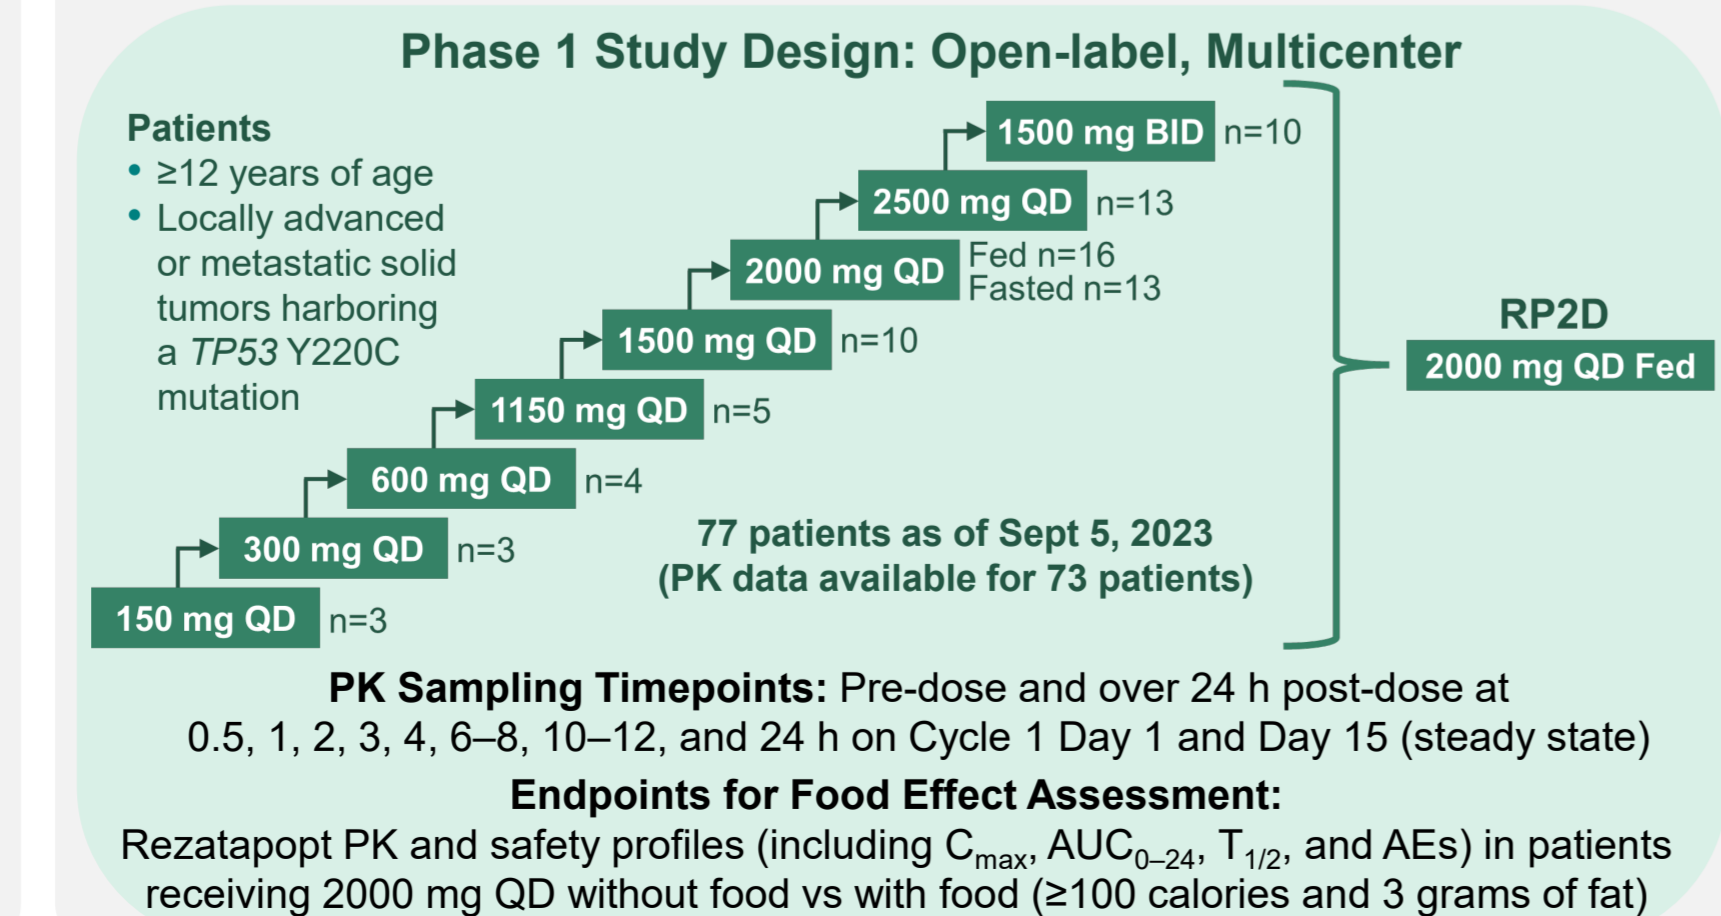 Phase 1 Study Design: Open-label, Multicenter
Patients
• ≥12 years of age
• Locally advanced
or metastatic solid
tumors harboring
a TP53 Y220C
mutation
1500 mg BID n=10
2500 mg QD n=13
2000 mg QD Fed n=16
Fasted n=13
1500 mg QD n=10
1150 mg QD n=5
600 mg QD n=4
300 mg QD n=3
150 mg QD n=3
RP2D
2000 mg QD Fed
77 patients as of Sept 5, 2023
(PK data available for 73 patients)
PK Sampling Timepoints: Pre-dose and over 24 h post-dose at
0.5, 1, 2, 3, 4, 6–8, 10–12, and 24 h on Cycle 1 Day 1 and Day 15 (steady state)
Endpoints for Food Effect Assessment:
Rezatapopt PK and safety profiles (including Cmax, AUC0–24, T1/2, and AEs) in patients
receiving 2000 mg QD without food vs with food (≥100 calories and 3 grams of fat)